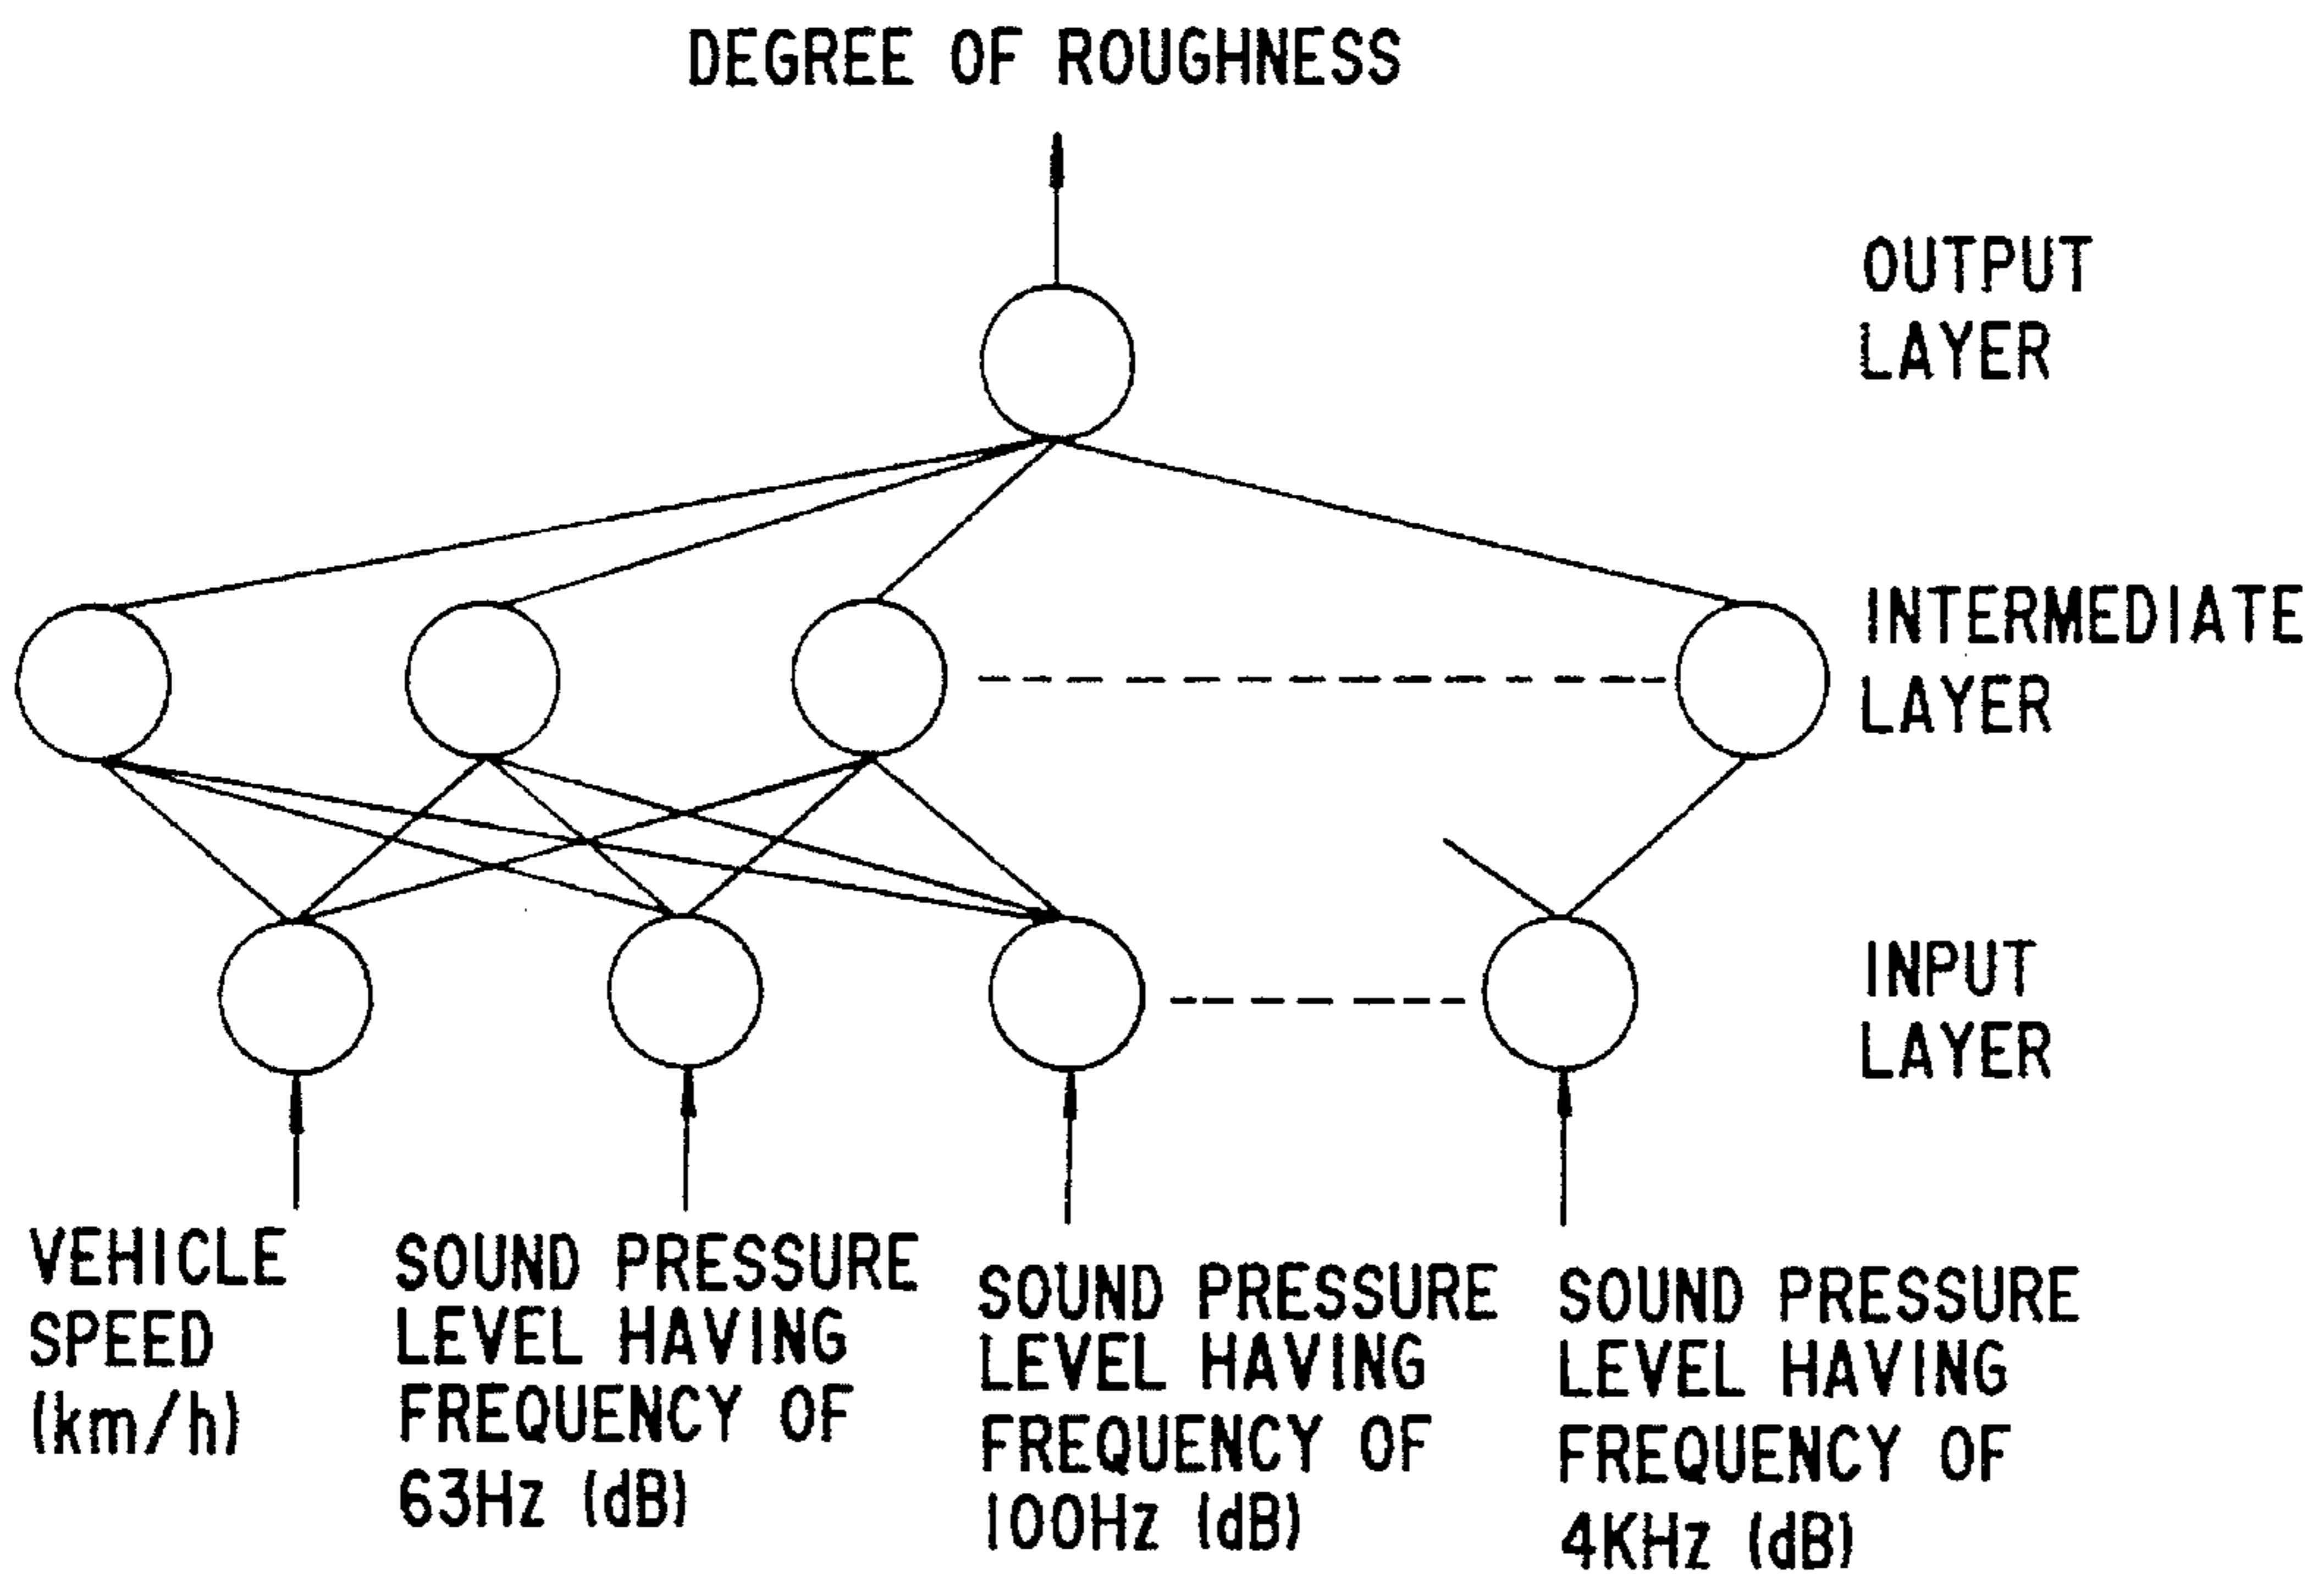 DEGREE OF ROUGHNESS
OUTPUT
LAYER
INTERMEDIATE
LAYER
INPUT
LAYER
VEHICLE
SPEED
(km/h)
SOUND PRESSURE
LEVEL HAVING
FREQUENCY OF
63Hz (dB)
SOUND PRESSURE
LEVEL HAVING
FREQUENCY OF
100Hz (dB)
SOUND PRESSURE
LEVEL HAVING
FREQUENCY OF
4KHz (dB)